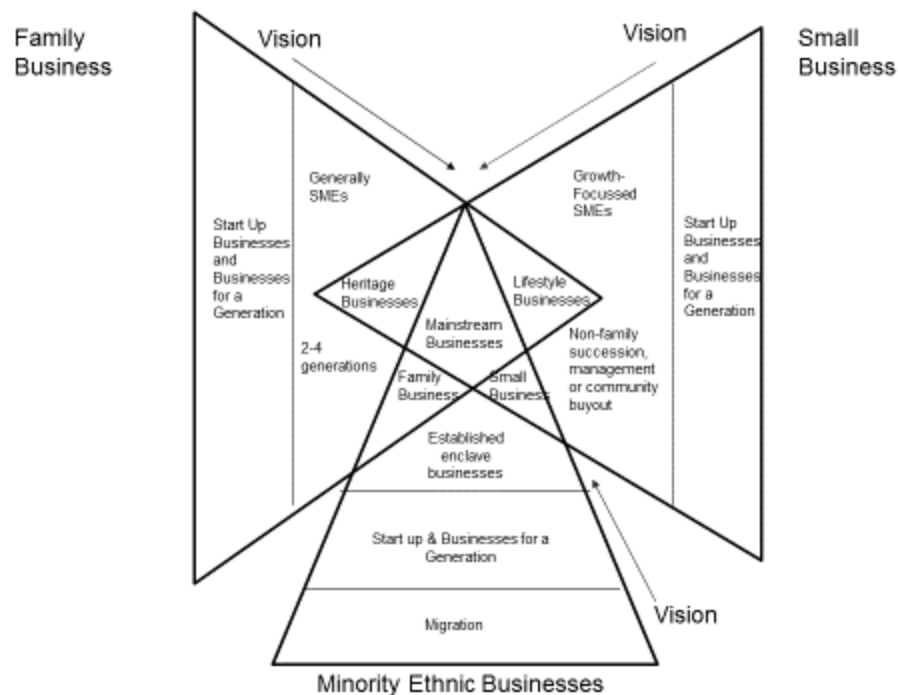 Family
Business
Vision
Vision
Small
Business
Generally
SMEs
Growth-
Focussed
SMEs
Start Up
Businesses
and
Businesses
for a
Generation
Start Up
Businesses
and
Businesses
for a
Generation
Heritage
Businesses
Lifestyle
Businesses
Mainstream
Businesses
2-4
generations
Non-family
succession,
management
or community
buyout
Family
Business
Small
Business
Established
enclave
businesses
Start up & Businesses for a
Generation
Vision
Migration
Minority Ethnic Businesses